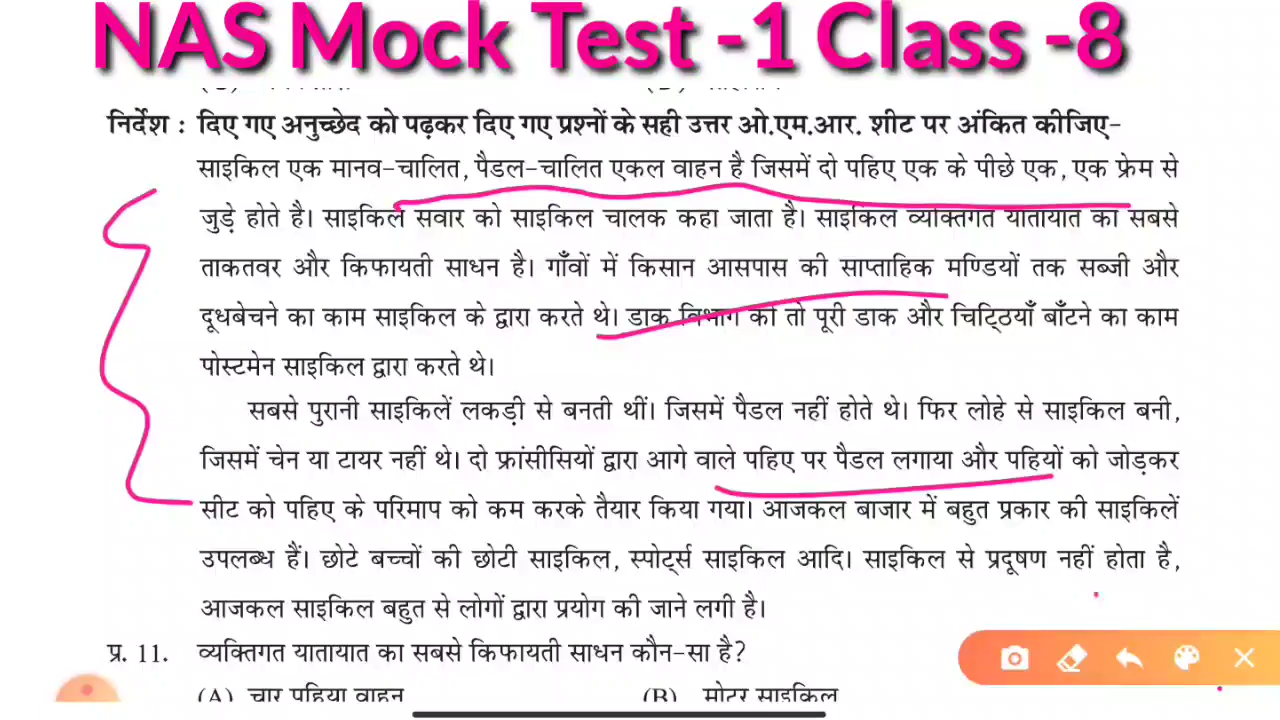 NAS Mock Test -1 Class -8
निर्देश : दिए गए अनुच्छेद को पढ़कर दिए गए प्रश्नों के सही उत्तर ओ.एम.आर. शीट पर अंकित कीजिए-
साइकिल एक मानव-चालित, पैडल-चालित एकल वाहन है जिसमें दो पहिए एक के पीछे एक, एक फ्रेम से
जुड़े होते है। साइकिल सवार को साइकिल चालक कहा जाता है। साइकिल व्यक्तिगत यातायात का सबसे
ताकतवर और किफायती साधन है। गाँवों में किसान आसपास की साप्ताहिक मण्डियों तक सब्जी और
दूधबेचने का काम साइकिल के द्वारा करते थे। डाक विभाग की तो पूरी डाक और चिट्ठियाँ बाँटने का काम
पोस्टमेन साइकिल द्वारा करते थे।
सबसे पुरानी साइकिलें लकड़ी से बनती थीं। जिसमें पैडल नहीं होते थे। फिर लोहे से साइकिल बनी,
जिसमें चेन या टायर नहीं थे। दो फ्रांसीसियों द्वारा आगे वाले पहिए पर पैडल लगाया और पहियों को जोड़कर
सीट को पहिए के परिमाप को कम करके तैयार किया गया। आजकल बाजार में बहुत प्रकार की साइकिलें
उपलब्ध हैं। छोटे बच्चों की छोटी साइकिल, स्पोर्ट्स साइकिल आदि। साइकिल से प्रदूषण नहीं होता है,
आजकल साइकिल बहुत से लोगों द्वारा प्रयोग की जाने लगी है।
प्र. 11. व्यक्तिगत यातायात का सबसे किफायती साधन कौन-सा है?
(A) चार पहिया वाहन (B) मोटर साइकिल